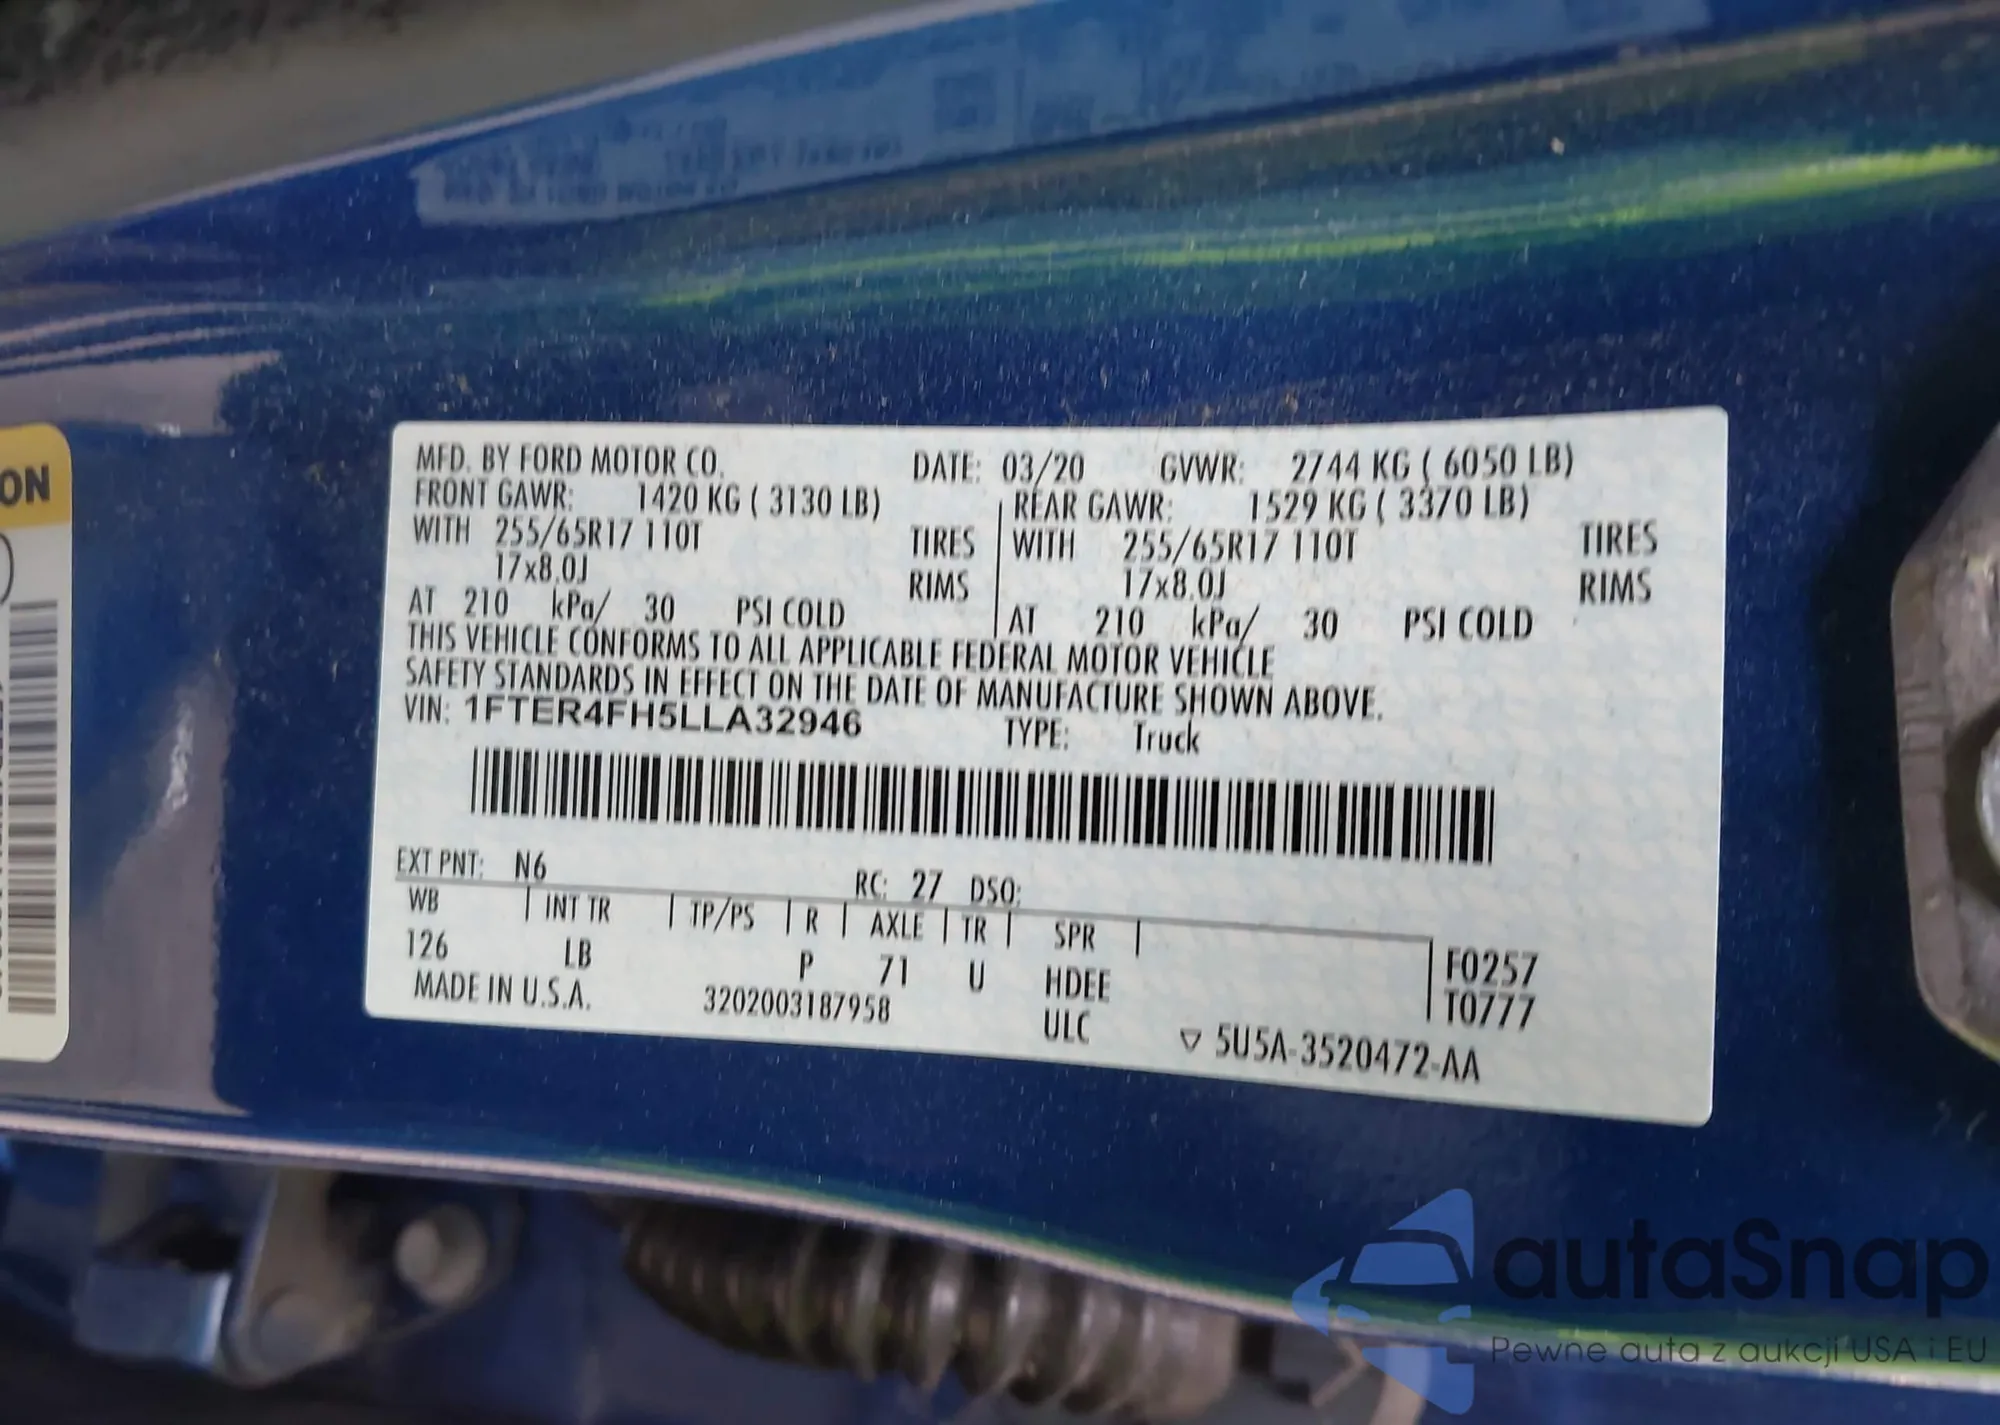 MFD. BY FORD MOTOR CO. DATE: 03/20 GVWR: 2744 KG ( 6050 LB)
FRONT GAWR: 1420 KG ( 3130 LB) REAR GAWR: 1529 KG ( 3370 LB)
WITH 255/65R17 110T TIRES WITH 255/65R17 110T TIRES
17x8.0J RIMS 17x8.0J RIMS
AT 210 kPa/ 30 PSI COLD AT 210 kPa/ 30 PSI COLD
THIS VEHICLE CONFORMS TO ALL APPLICABLE FEDERAL MOTOR VEHICLE
SAFETY STANDARDS IN EFFECT ON THE DATE OF MANUFACTURE SHOWN ABOVE.
VIN: 1FTER4FH5LLA32946 TYPE: Truck
EXT PNT: N6 RC: 27 DSO:
WB INT TR TP/PS R AXLE TR SPR
126 LB P 71 U HDEE F0257
MADE IN U.S.A. 3202003187958 ULC T0777
▽ 5U5A-3520472-AA
ON
autaSnap
Pewne auta z aukcji USA i EU